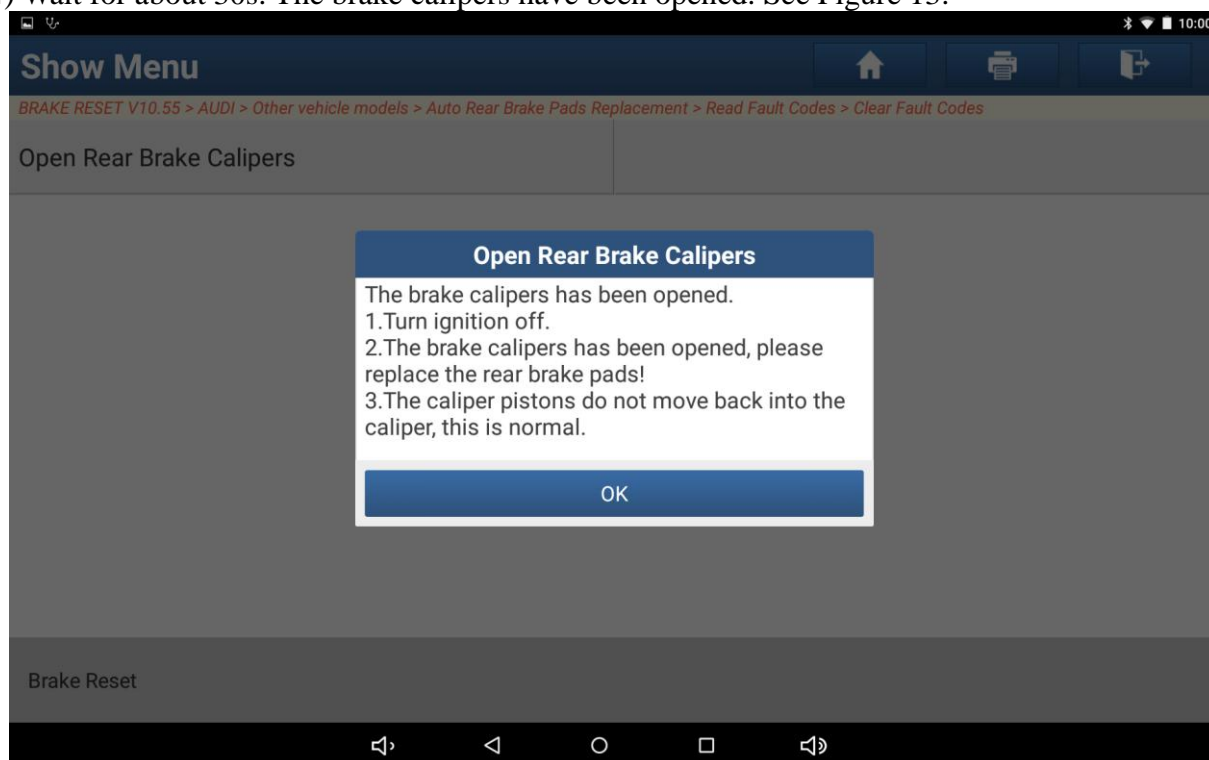 ) Wait for about 30s. The brake calipers have been opened. See Figure 13.
10:00
Show Menu
BRAKE RESET V10.55 > AUDI > Other vehicle models > Auto Rear Brake Pads Replacement > Read Fault Codes > Clear Fault Codes
Open Rear Brake Calipers
Open Rear Brake Calipers
The brake calipers has been opened.
1.Turn ignition off.
2.The brake calipers has been opened, please
replace the rear brake pads!
3.The caliper pistons do not move back into the
caliper, this is normal.
OK
Brake Reset